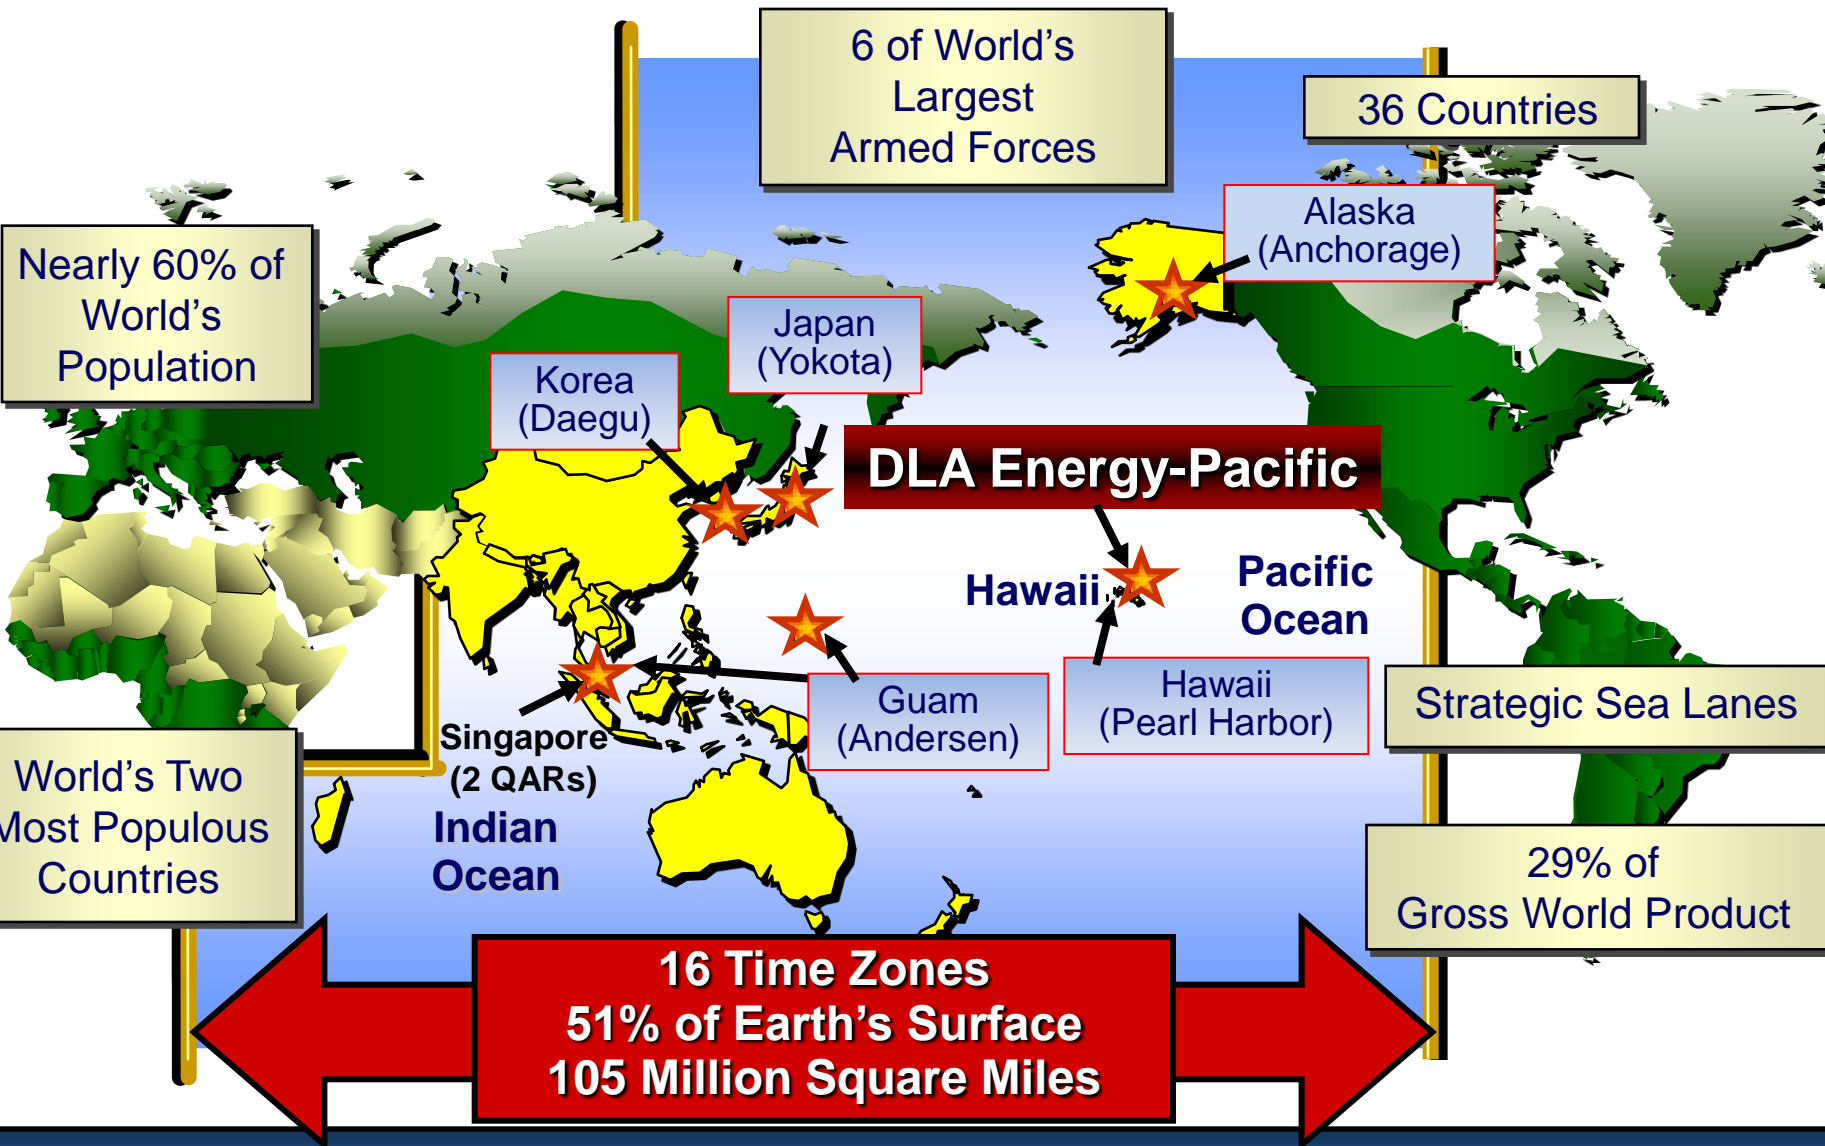 6 of World’s
Largest
Armed Forces
36 Countries
Alaska
(Anchorage)
Nearly 60% of
World’s
Population
Japan
(Yokota)
Korea
(Daegu)
DLA Energy-Pacific
Hawaii
Pacific
Ocean
Guam
(Andersen)
Hawaii
(Pearl Harbor)
Strategic Sea Lanes
Singapore
(2 QARs)
World’s Two
Most Populous
Countries
Indian
Ocean
29% of
Gross World Product
16 Time Zones
51% of Earth’s Surface
105 Million Square Miles